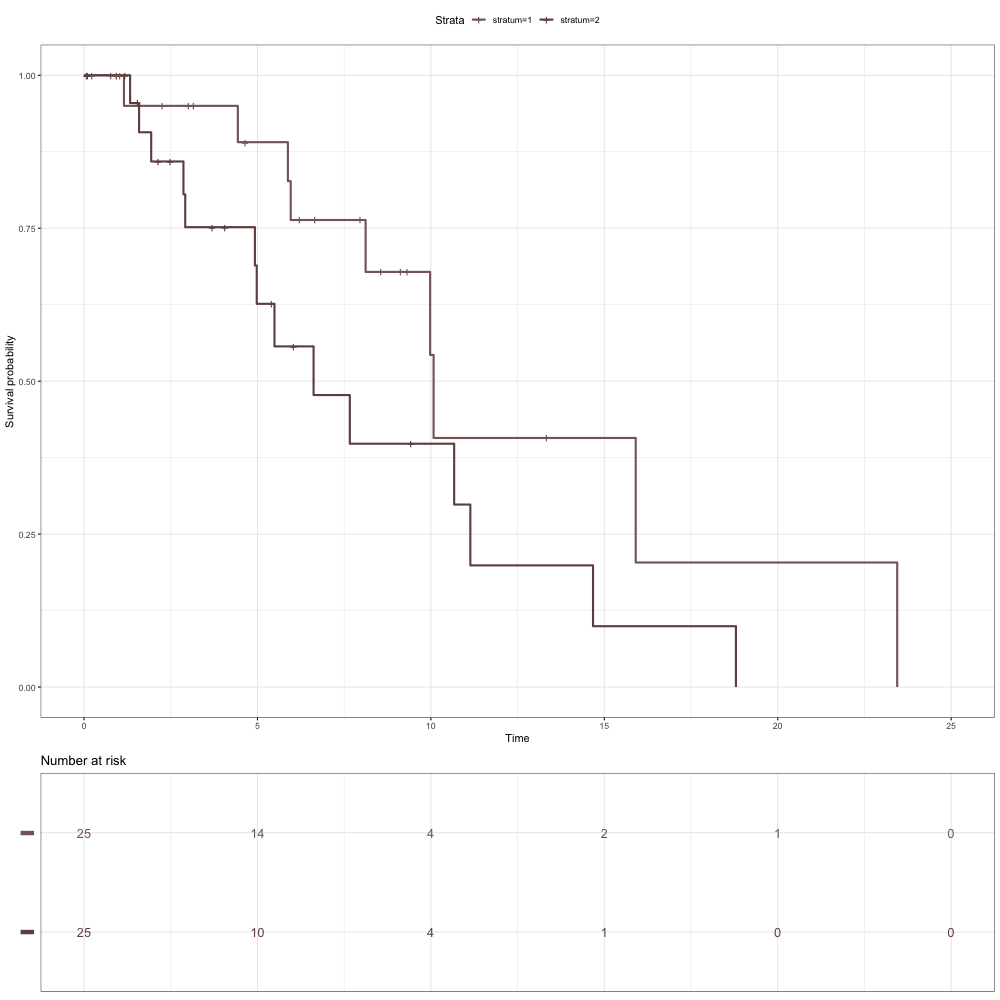 Strata stratum=1 stratum=2
1.00
0.75
0.50
0.25
0.00
Survival probability
0 5 10 15 20 25
Time
Number at risk
25 14 4 2 1 0
25 10 4 1 0 0